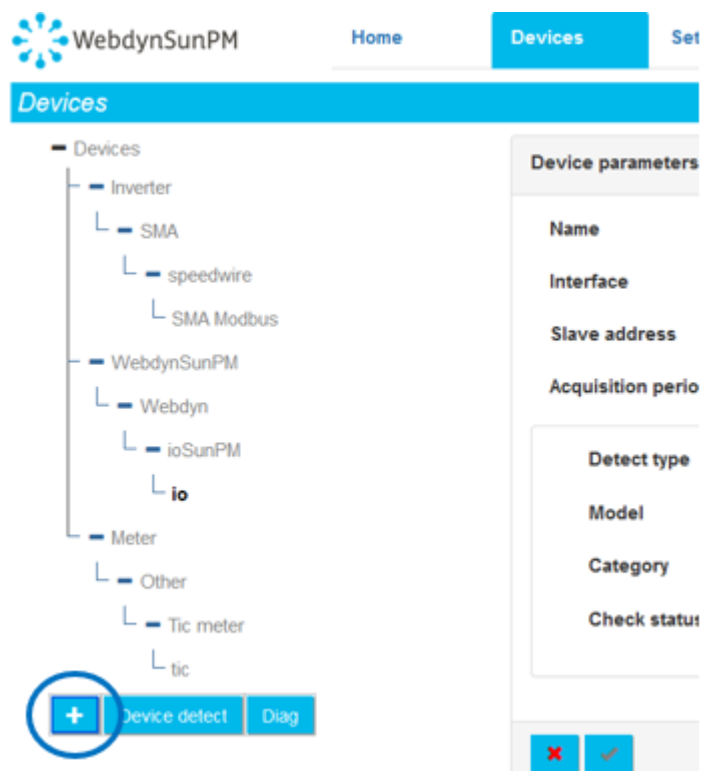 WebdynSunPM
Home
Devices
Set
Devices
Devices
Inverter
SMA
speedwire
SMA Modbus
WebdynSunPM
Webdyn
ioSunPM
io
Meter
Other
Tic meter
tic
+ Device detect Diag
Device parameters
Name
Interface
Slave address
Acquisition perio
Detect type
Model
Category
Check status